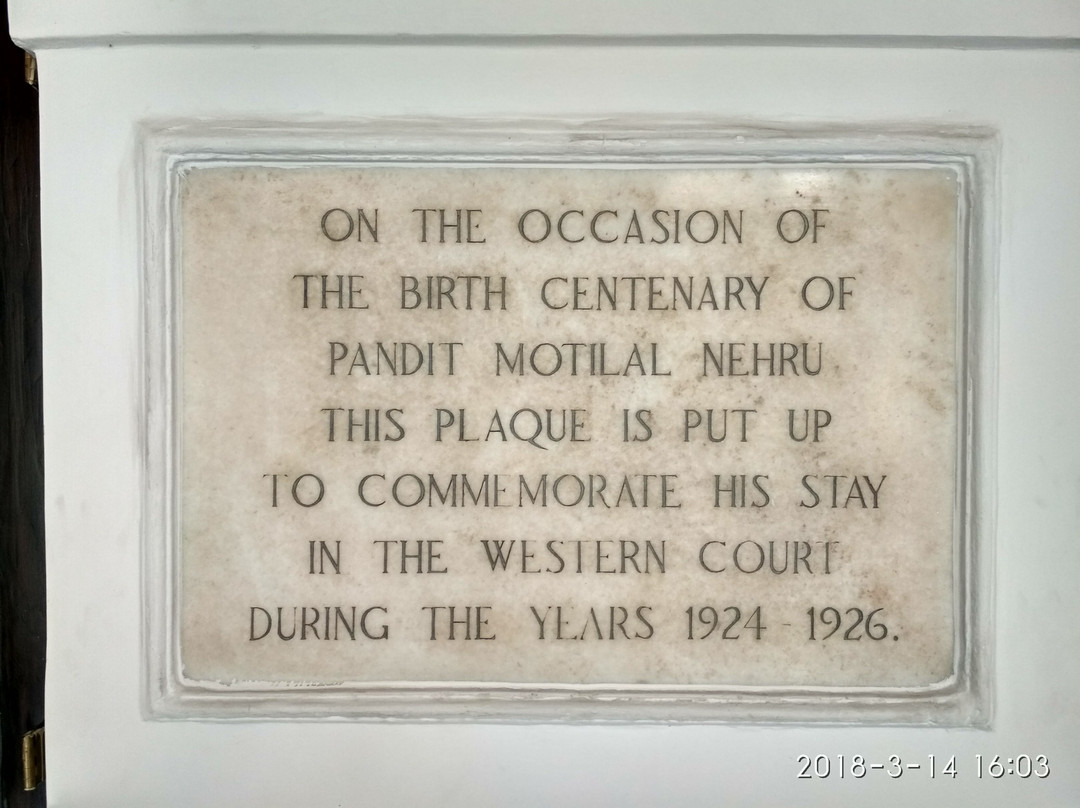 ON THE OCCASION OF
THE BIRTH CENTENARY OF
PANDIT MOTILAL NEHRU
THIS PLAQUE IS PUT UP
TO COMMEMORATE HIS STAY
IN THE WESTERN COURT
DURING THE YEARS 1924 - 1926.
2018-3-14 16:03